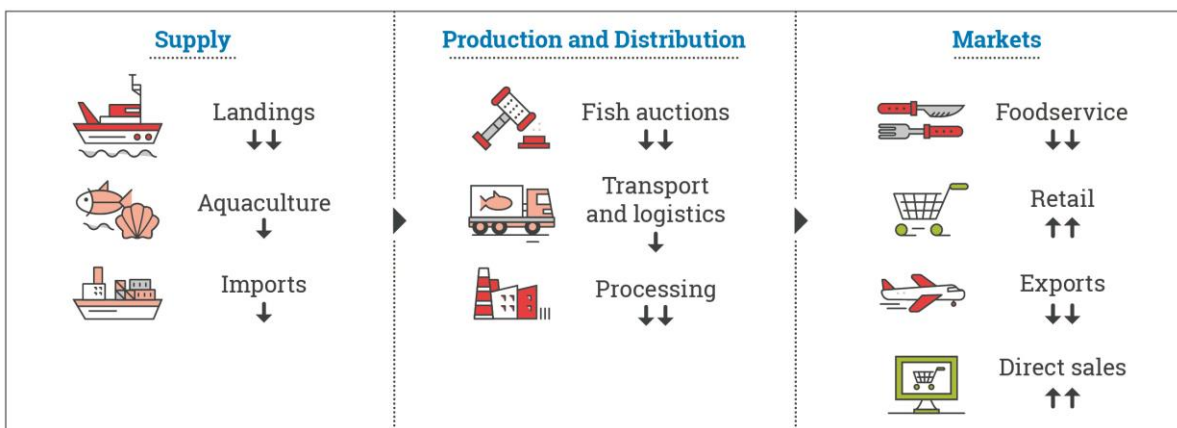 Supply
Landings
↓↓
Aquaculture
↓
Imports
↓
Production and Distribution
Fish auctions
↓↓
Transport
and logistics
↓
Processing
↓↓
Markets
Foodservice
↓↓
Retail
↑↑
Exports
↓↓
Direct sales
↑↑